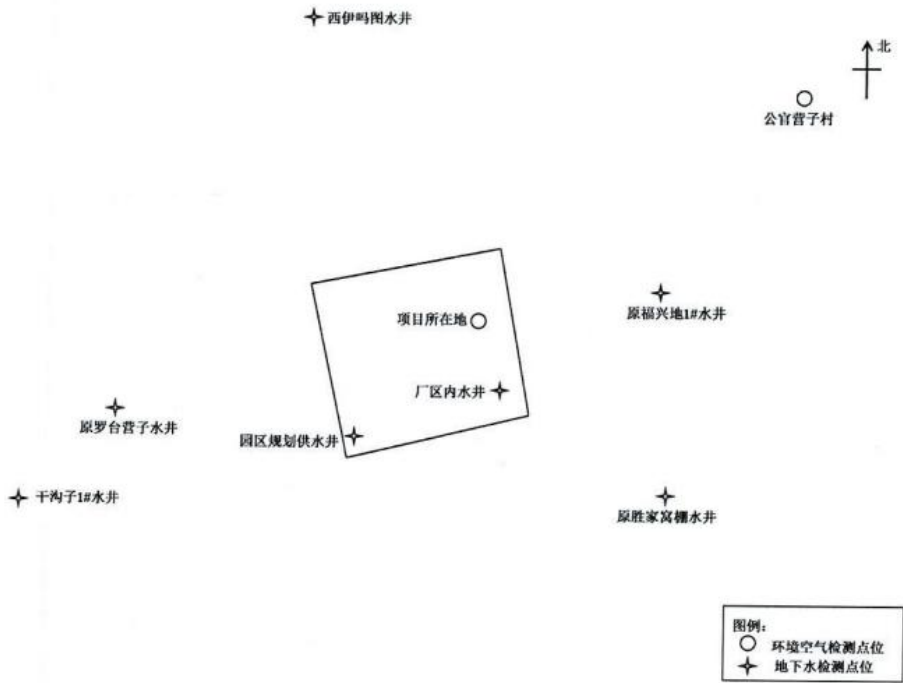 西伊吗图水井
北
公官营子村
项目所在地
原福兴地1#水井
厂区内水井
原罗台营子水井
园区规划供水井
干沟子1#水井
原胜家窝棚水井
图例:
环境空气检测点位
地下水检测点位